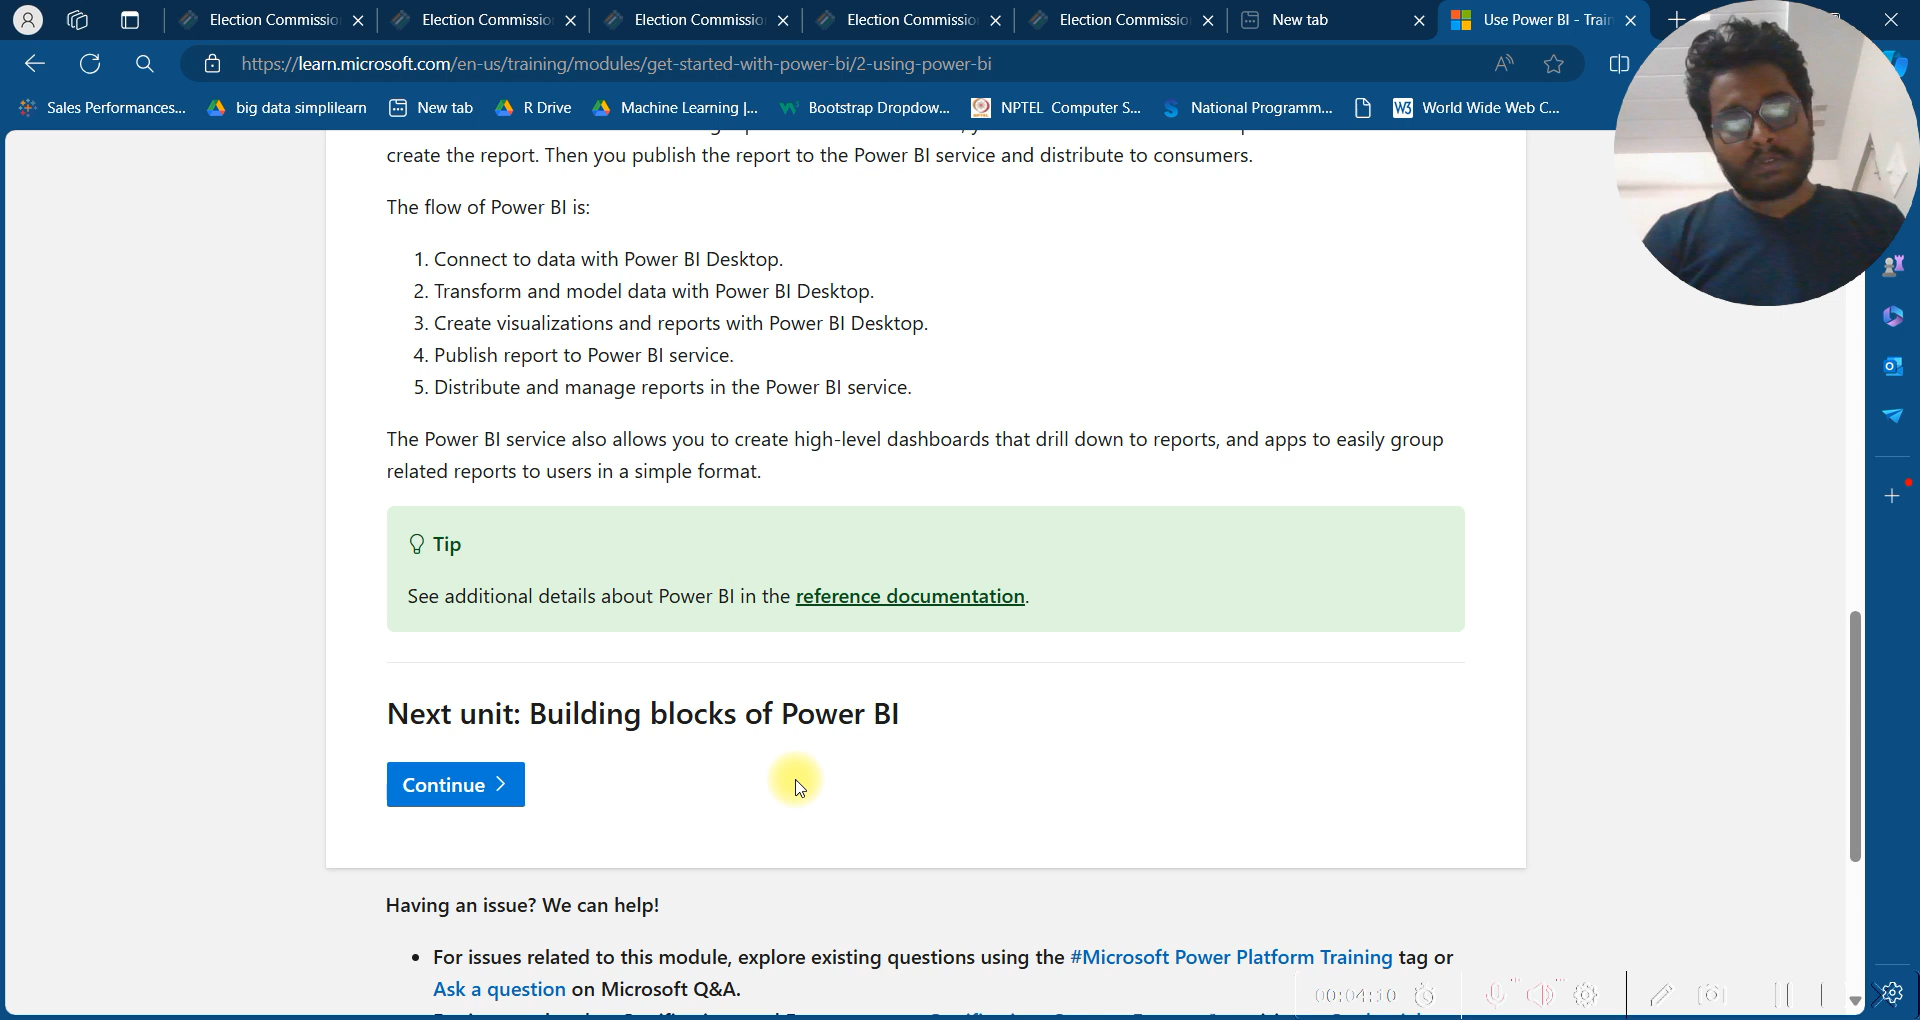 Election Commissio
Election Commissio
Election Commissio
Election Commissio
Election Commissio
New tab
Use Power BI - Train
https://learn.microsoft.com/en-us/training/modules/get-started-with-power-bi/2-using-power-bi
Sales Performances...
big data simplilearn
New tab
R Drive
Machine Learning |...
Bootstrap Dropdow...
NPTEL Computer S...
National Programm...
World Wide Web C...
create the report. Then you publish the report to the Power BI service and distribute to consumers.
The flow of Power BI is:
1. Connect to data with Power BI Desktop.
2. Transform and model data with Power BI Desktop.
3. Create visualizations and reports with Power BI Desktop.
4. Publish report to Power BI service.
5. Distribute and manage reports in the Power BI service.
The Power BI service also allows you to create high-level dashboards that drill down to reports, and apps to easily group
related reports to users in a simple format.
Tip
See additional details about Power BI in the reference documentation.
Next unit: Building blocks of Power BI
Continue
Having an issue? We can help!
• For issues related to this module, explore existing questions using the #Microsoft Power Platform Training tag or
Ask a question on Microsoft Q&A.
00:04:10